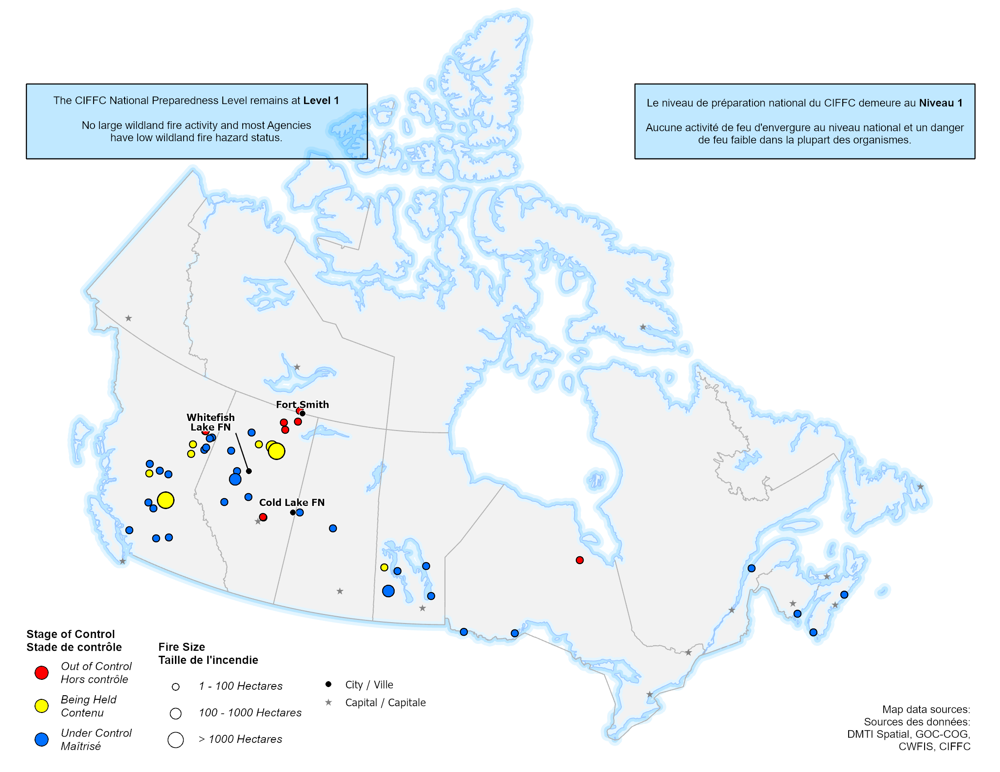 The CIFFC National Preparedness Level remains at Level 1
No large wildland fire activity and most Agencies
have low wildland fire hazard status.
Le niveau de préparation national du CIFFC demeure au Niveau 1
Aucune activité de feu d'envergure au niveau national et un danger
de feu faible dans la plupart des organismes.
Fort Smith
Whitefish
Lake FN
Cold Lake FN
Stage of Control
Stade de contrôle
Out of Control
Hors contrôle
Being Held
Contenu
Under Control
Maîtrisé
Fire Size
Taille de l'incendie
1 - 100 Hectares
100 - 1000 Hectares
> 1000 Hectares
City / Ville
Capital / Capitale
Map data sources:
Sources des données:
DMTI Spatial, GOC-COG,
CWFIS, CIFFC